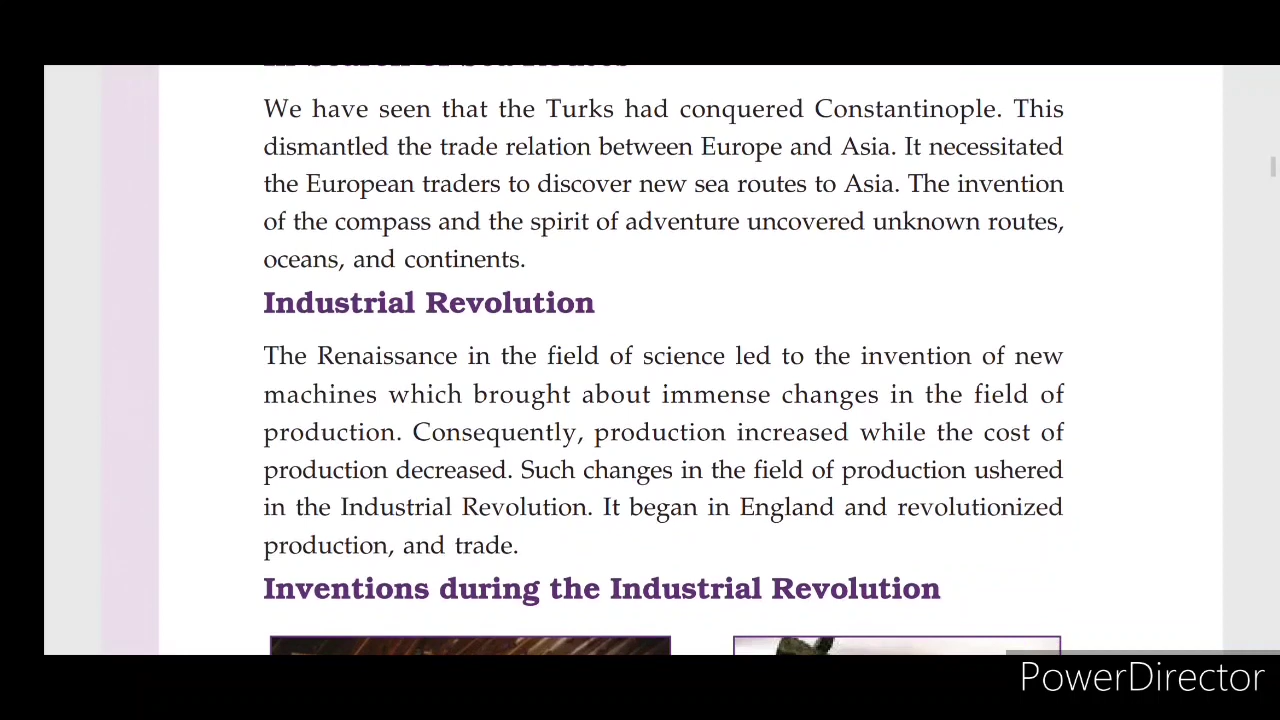 We have seen that the Turks had conquered Constantinople. This
dismantled the trade relation between Europe and Asia. It necessitated
the European traders to discover new sea routes to Asia. The invention
of the compass and the spirit of adventure uncovered unknown routes,
oceans, and continents.
Industrial Revolution
The Renaissance in the field of science led to the invention of new
machines which brought about immense changes in the field of
production. Consequently, production increased while the cost of
production decreased. Such changes in the field of production ushered
in the Industrial Revolution. It began in England and revolutionized
production, and trade.
Inventions during the Industrial Revolution
PowerDirector